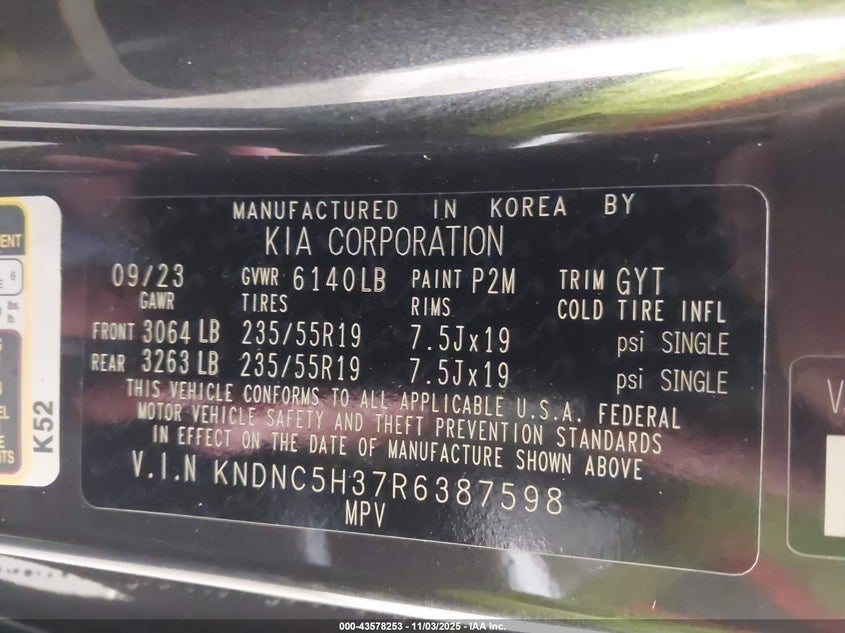 MANUFACTURED IN KOREA BY
KIA CORPORATION
09/23 GVWR 6140LB PAINT P2M TRIM GYT
GAWR TIRES RIMS COLD TIRE INFL
FRONT 3064 LB 235/55R19 7.5Jx19 psi SINGLE
REAR 3263 LB 235/55R19 7.5Jx19 psi SINGLE
THIS VEHICLE CONFORMS TO ALL APPLICABLE U.S.A. FEDERAL
MOTOR VEHICLE SAFETY AND THEFT PREVENTION STANDARDS
IN EFFECT ON THE DATE OF MANUFACTURE SHOWN ABOVE
V.I.N KNDNC5H37R6387598
MPV
K52
6
lbs.
000-43578253 - 11/03/2025 - IAA Inc.